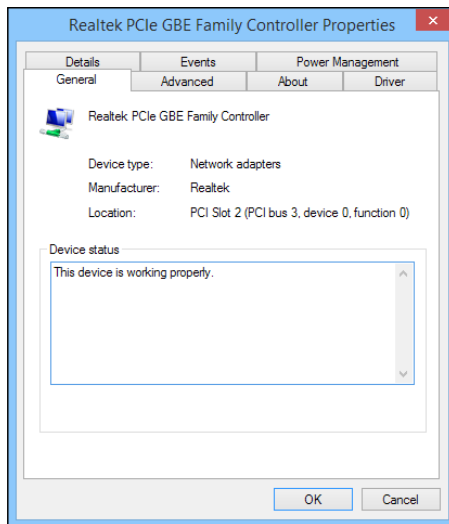 Realtek PCIe GBE Family Controller Properties
Details Events Power Management
General Advanced About Driver
Realtek PCIe GBE Family Controller
Device type: Network adapters
Manufacturer: Realtek
Location: PCI Slot 2 (PCI bus 3, device 0, function 0)
Device status
This device is working properly.
OK Cancel